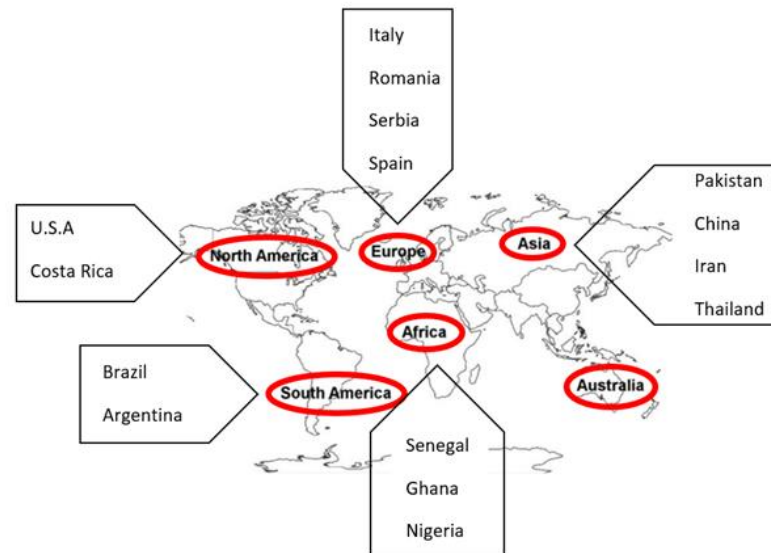 Italy
Romania
Serbia
Spain
Pakistan
China
Iran
Thailand
U.S.A
Costa Rica
North America
Europe
Asia
Africa
Brazil
Argentina
South America
Australia
Senegal
Ghana
Nigeria